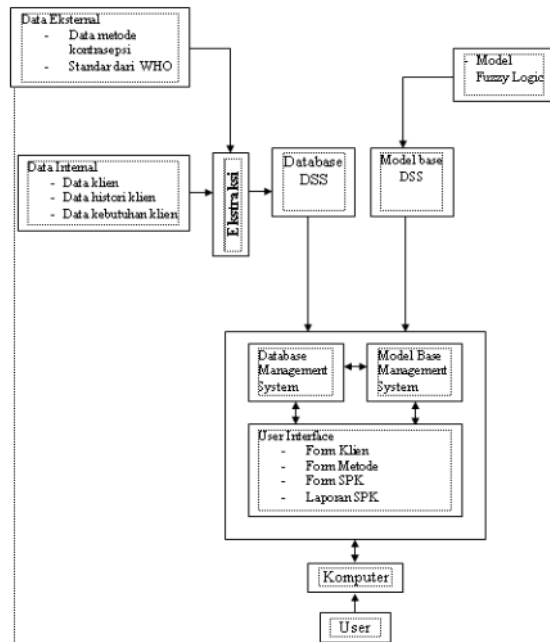 Data Eksternal
- Data metode
kontrasepsi
- Standar dari WHO
- Model
Fuzzy Logic
Data Internal
- Data klien
- Data histori klien
- Data kebutuhan klien
Ekstraksi
Database
DSS
Model base
DSS
Database
Management
System
Model Base
Management
System
User Interface
- Form Klien
- Form Metode
- Form SPK
- Laporan SPK
Komputer
User